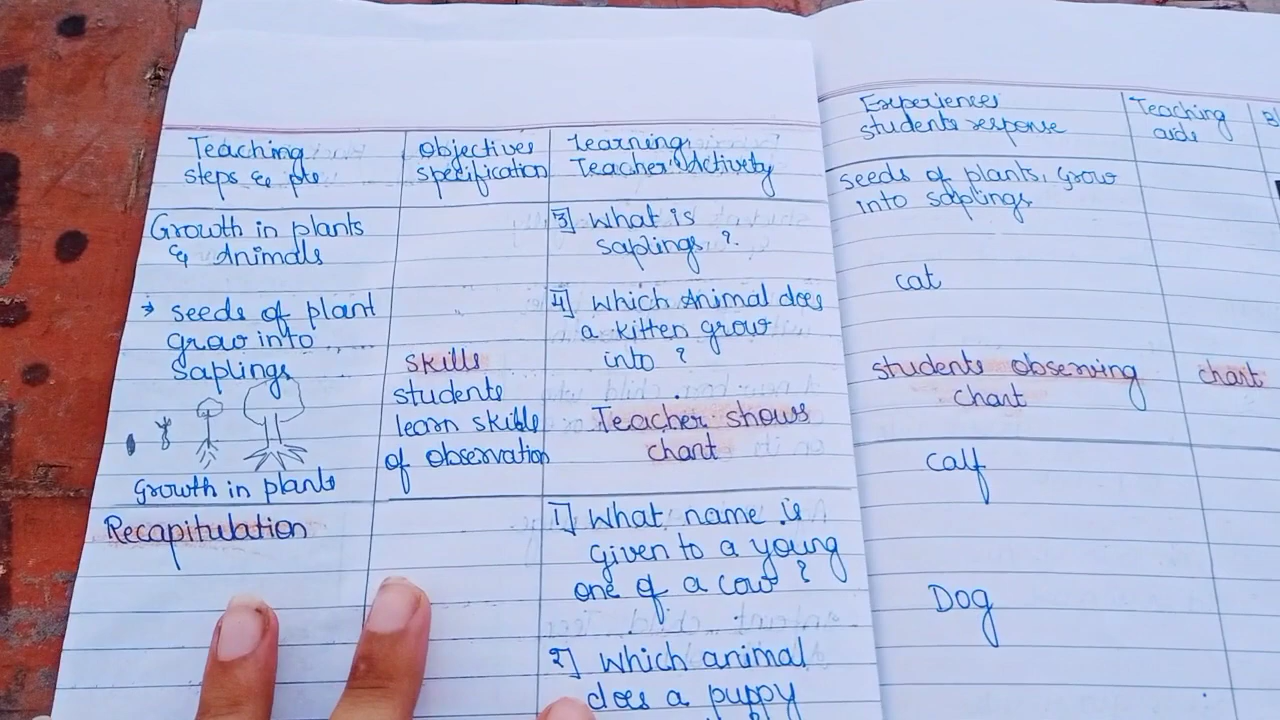 Teaching
steps & pts
Objectives
specification
Learning
Teacher's Activety
Growth in plants
& Animals
→ seeds of plant
grow into
Saplings
Growth in plants
Recapitulation
skills
students
learn skills
of observation
3] What is
saplings ?
4] Which Animal does
a kitten grow
into ?
Teacher shows
chart
1] What name is
given to a young
one of a cow ?
2] Which animal
does a puppy
Experiences
students response
Teaching
aids
seeds of plants, grow
into saplings
cat
students observing
chart
chart
calf
Dog